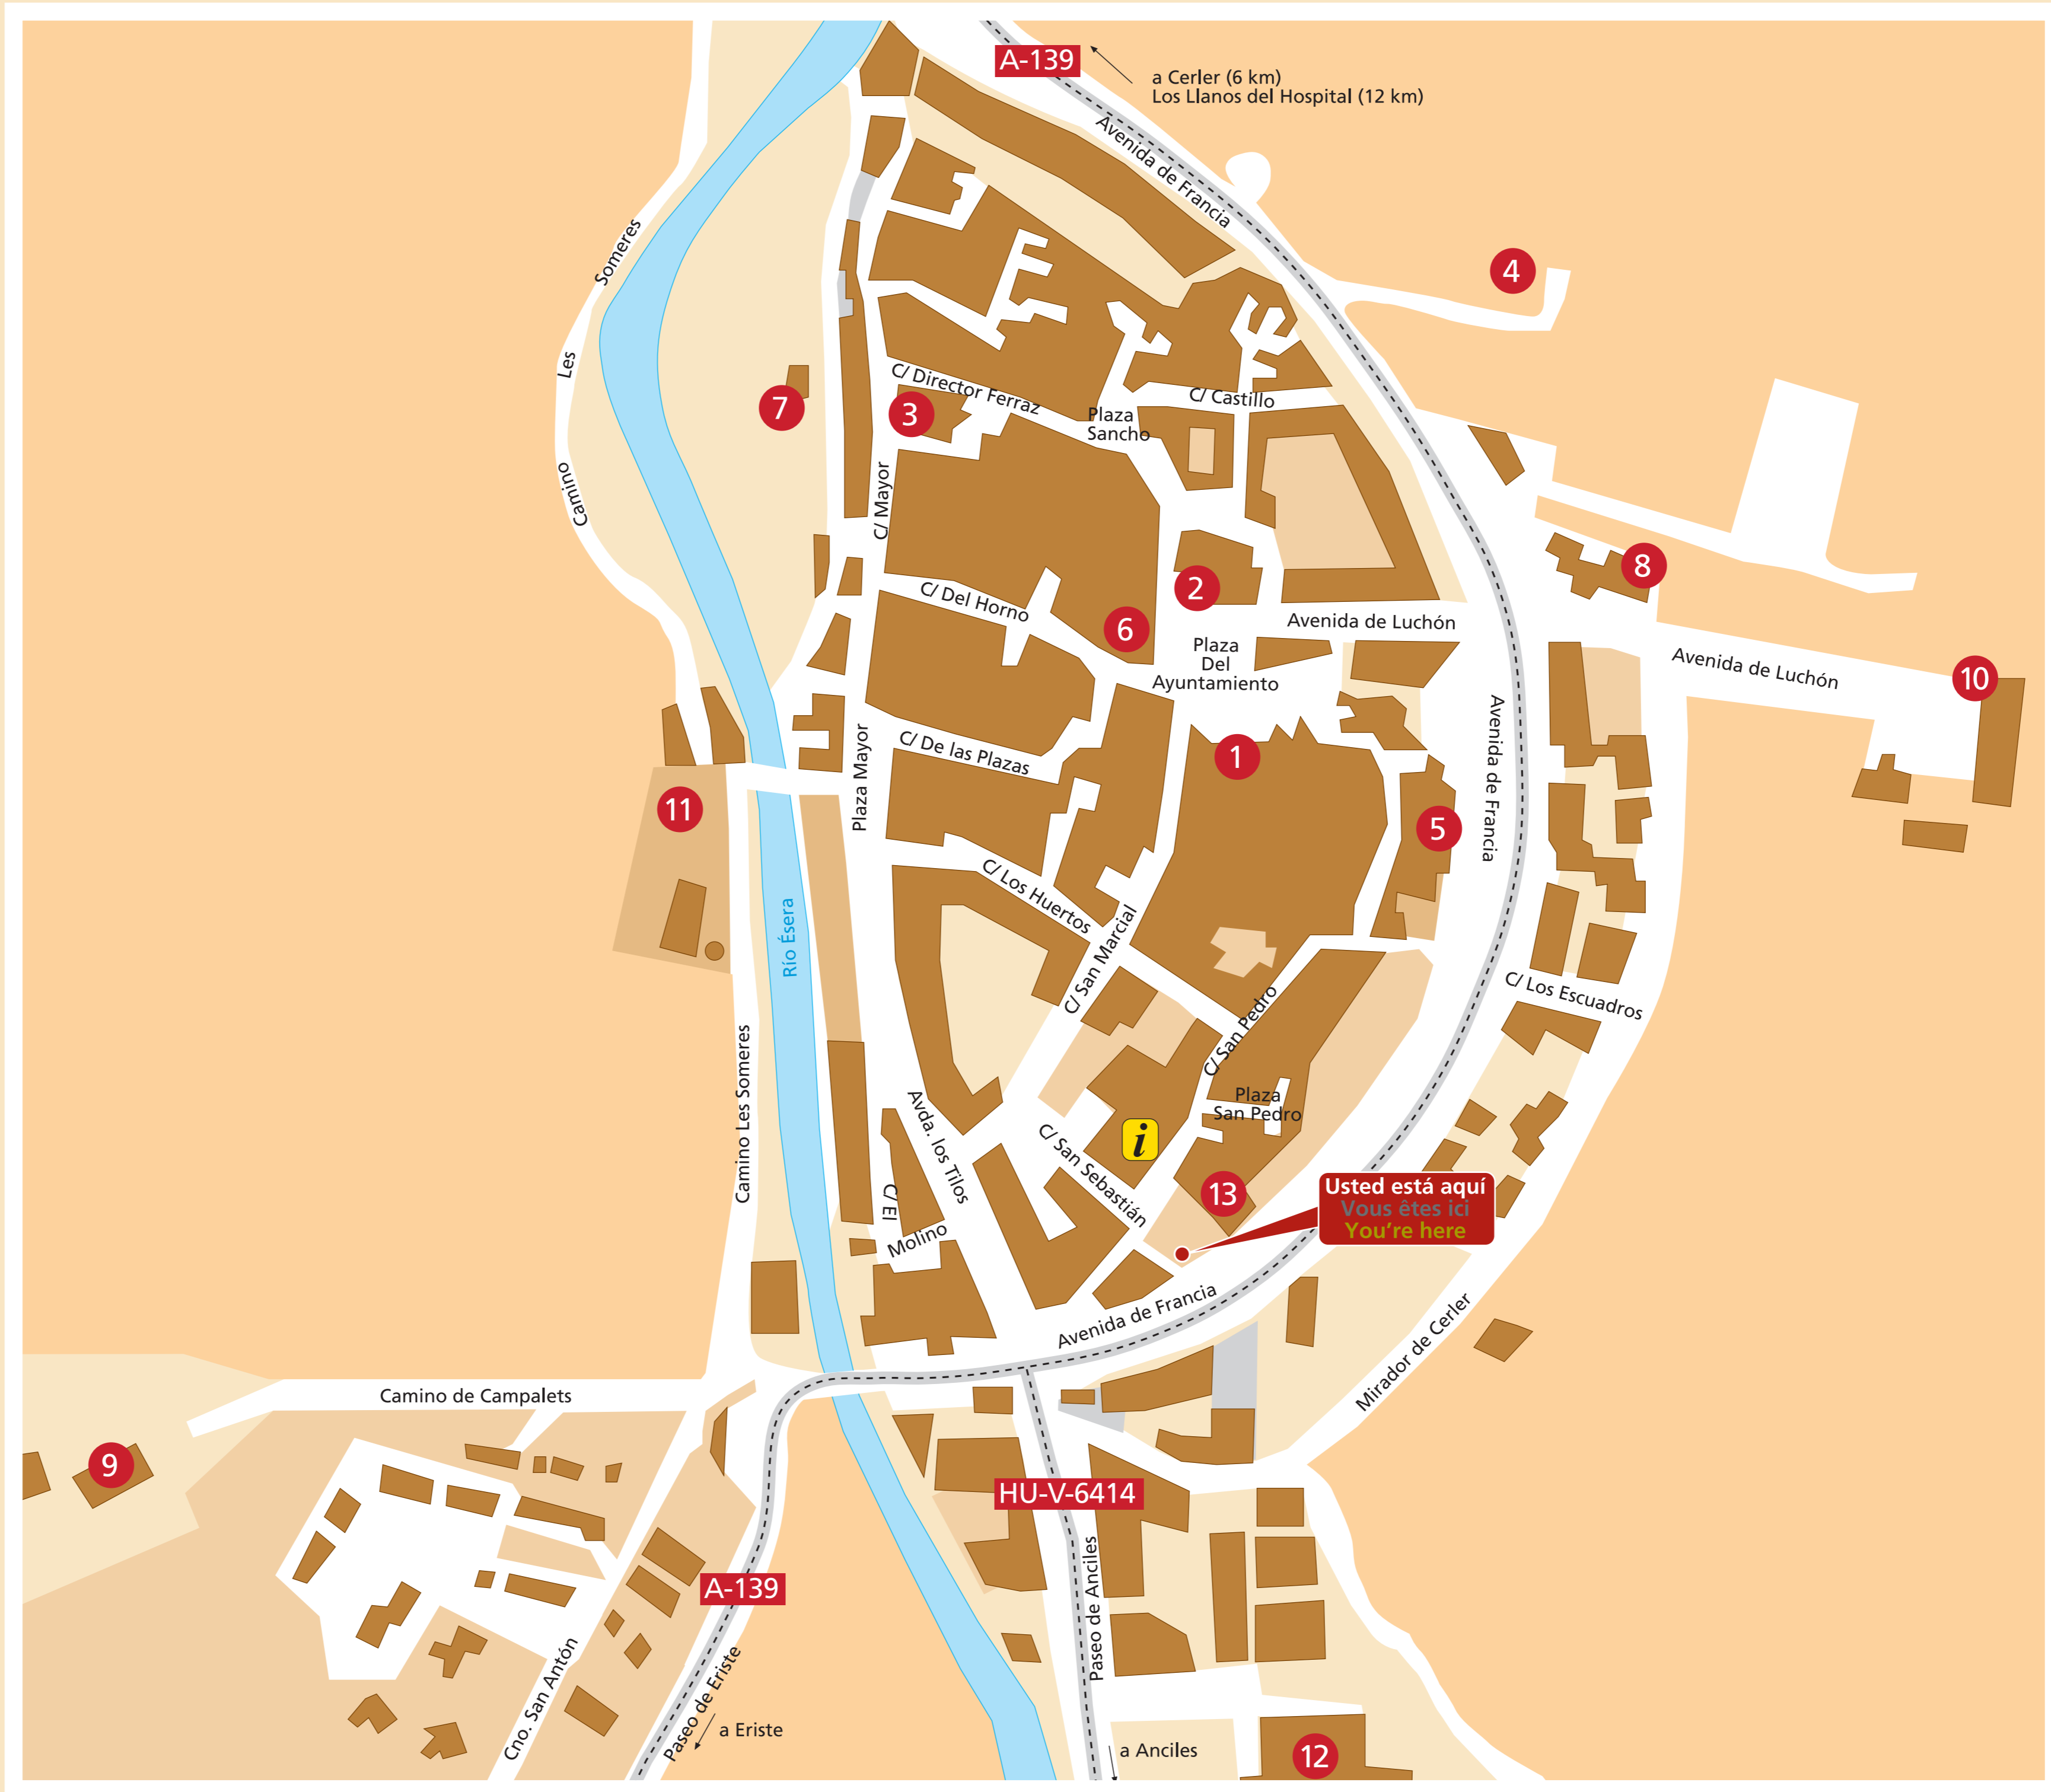 A-139
a Cerler (6 km)
Los Llanos del Hospital (12 km)
Avenida de Francia
Camino Les Someres
4
C/ Director Ferraz
C/ Castillo
7
3
Plaza
Sancho
C/ Mayor
2
8
C/ Del Horno
6
Avenida de Luchón
Plaza
Del
Ayuntamiento
Avenida de Luchón
10
Avenida de Francia
1
C/ De las Plazas
Plaza Mayor
11
5
C/ Los Huertos
Río Ésera
C/ San Marcial
C/ Los Escuadros
C/ San Pedro
Camino Les Someres
Plaza
San Pedro
Avda. los Tilos
i
C/ San Sebastián
13
Usted está aquí
Vous êtes ici
You're here
C/ El Molino
Avenida de Francia
Mirador de Cerler
Camino de Campalets
9
HU-V-6414
A-139
Paseo de Anciles
Cno. San Antón
Paseo de Eriste
a Eriste
a Anciles
12